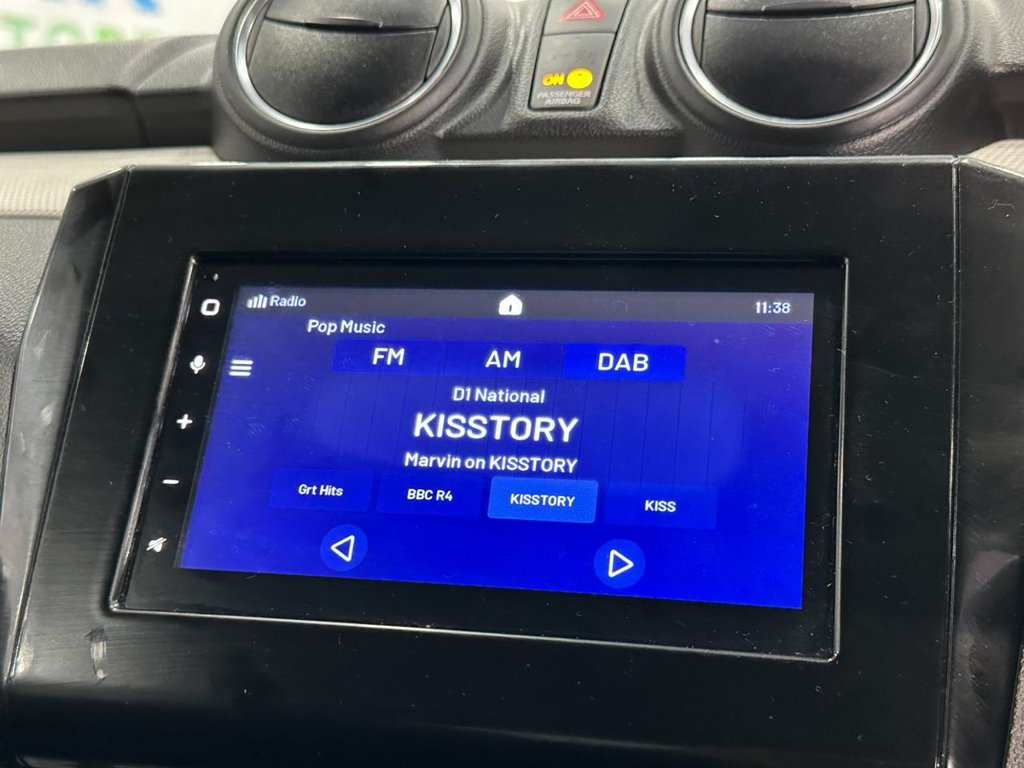 ON
PASSENGER
AIRBAG
Radio
11:38
Pop Music
FM AM DAB
D1 National
KISSTORY
Marvin on KISSTORY
Grt Hits BBC R4 KISSTORY KISS